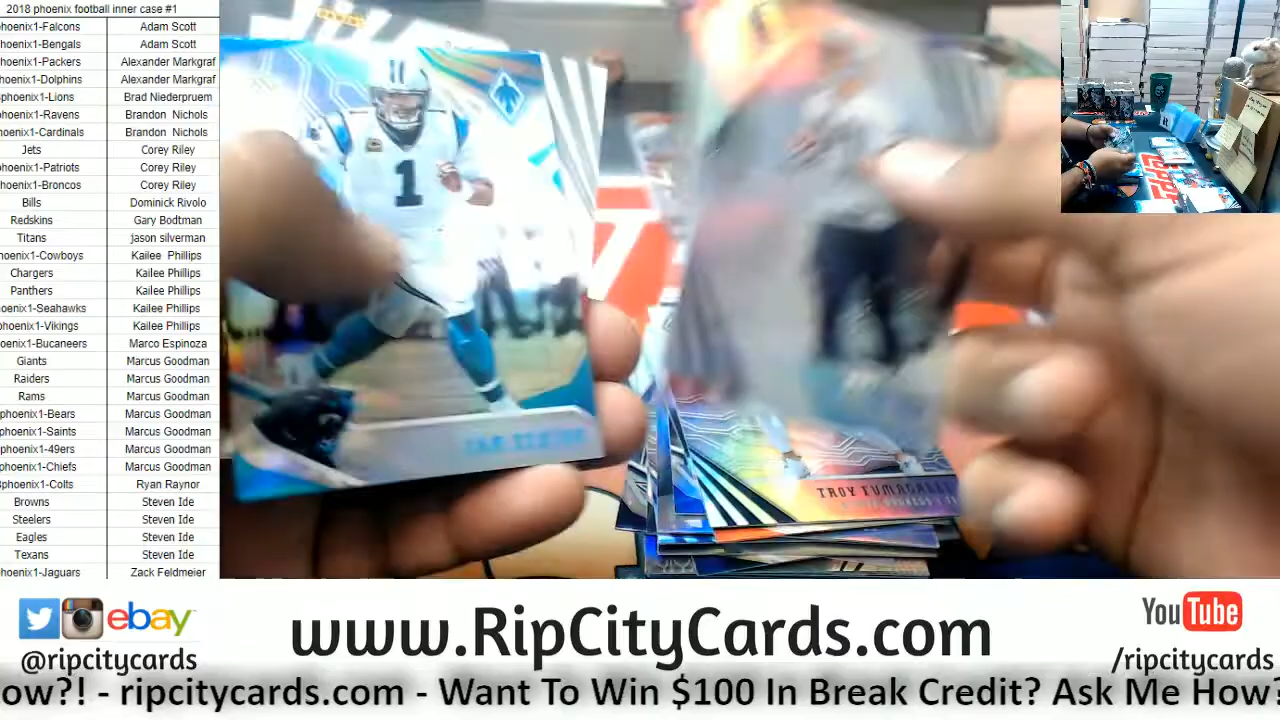 2018 phoenix football inner case #1
hoenix1-Falcons Adam Scott
hoenix1-Bengals Adam Scott
hoenix1-Packers Alexander Markgraf
hoenix1-Dolphins Alexander Markgraf
phoenix1-Lions Brad Niederpruem
phoenix1-Ravens Brandon Nichols
hoenix1-Cardinals Brandon Nichols
Jets Corey Riley
hoenix1-Patriots Corey Riley
hoenix1-Broncos Corey Riley
Bills Dominick Rivolo
Redskins Gary Bodtman
Titans jason silverman
hoenix1-Cowboys Kailee Phillips
Chargers Kailee Phillips
Panthers Kailee Phillips
oenix1-Seahawks Kailee Phillips
phoenix1-Vikings Kailee Phillips
oenix1-Bucaneers Marco Espinoza
Giants Marcus Goodman
Raiders Marcus Goodman
Rams Marcus Goodman
phoenix1-Bears Marcus Goodman
phoenix1-Saints Marcus Goodman
phoenix1-49ers Marcus Goodman
phoenix1-Chiefs Marcus Goodman
phoenix1-Colts Ryan Raynor
Browns Steven Ide
Steelers Steven Ide
Eagles Steven Ide
Texans Steven Ide
hoenix1-Jaguars Zack Feldmeier
1
TROY
ebay
@ripcitycards
www.RipCityCards.com
YouTube
/ripcitycards
ow?! - ripcitycards.com - Want To Win $100 In Break Credit? Ask Me How?